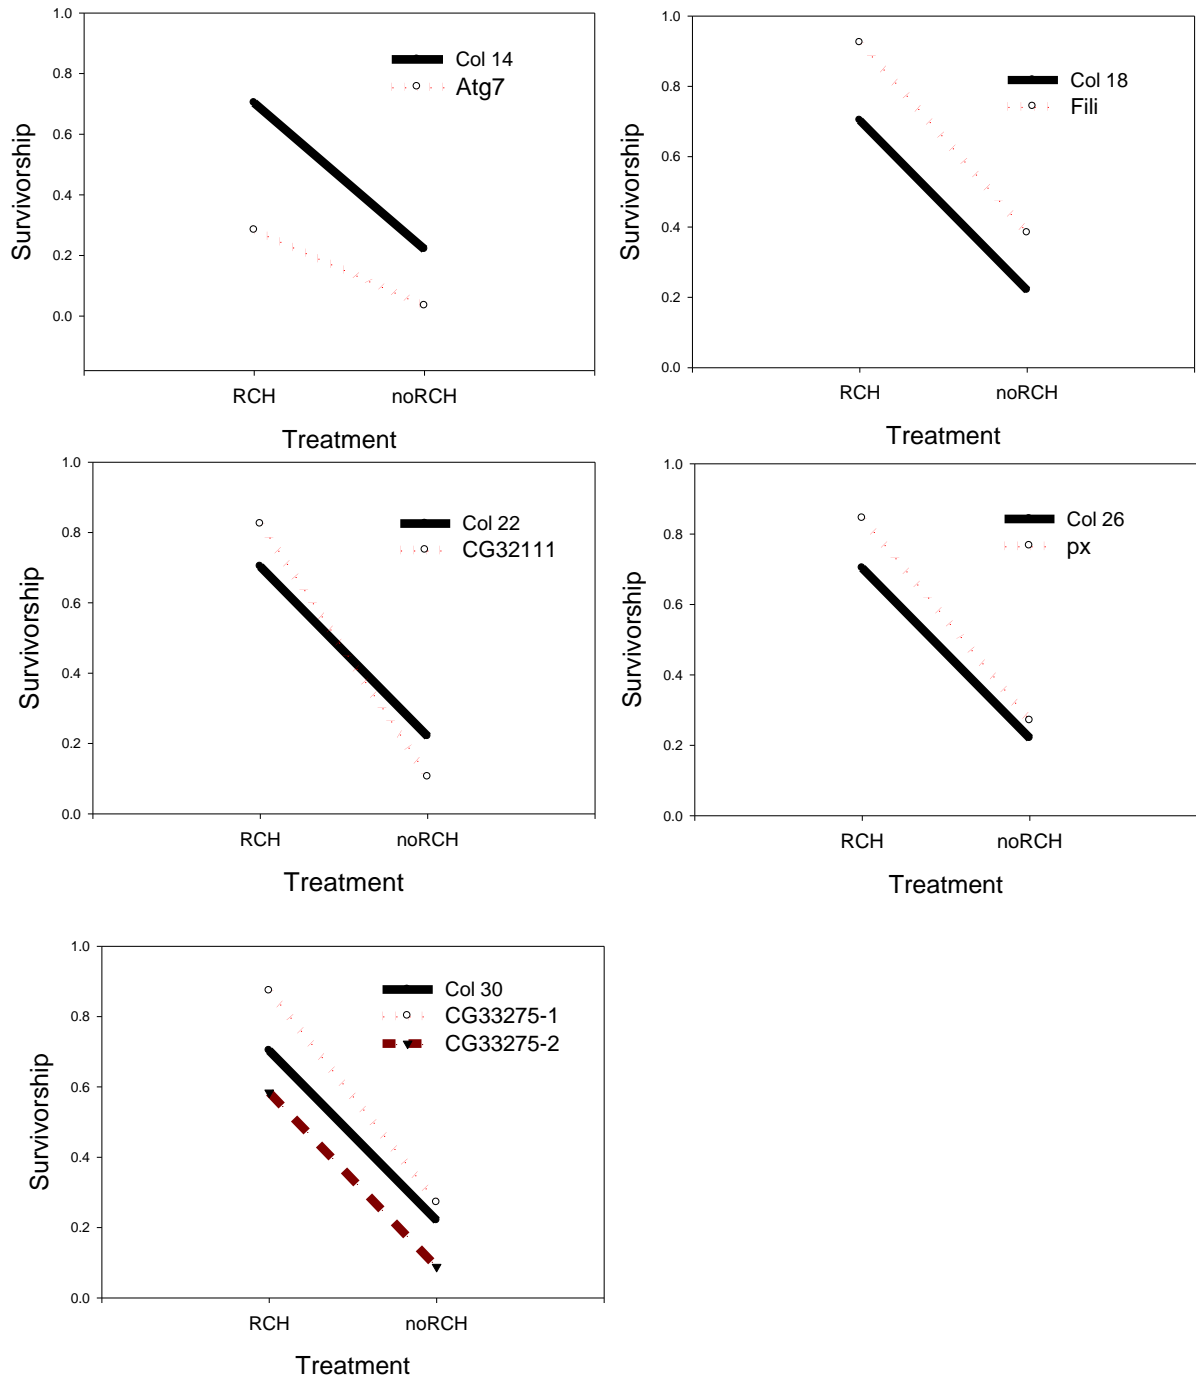 1.0
0.8
0.6
0.4
0.2
0.0
Survivorship
Col 14
Atg7
RCH
noRCH
Treatment
1.0
0.8
0.6
0.4
0.2
0.0
Survivorship
Col 18
Fili
RCH
noRCH
Treatment
1.0
0.8
0.6
0.4
0.2
0.0
Survivorship
Col 22
CG32111
RCH
noRCH
Treatment
1.0
0.8
0.6
0.4
0.2
0.0
Survivorship
Col 26
px
RCH
noRCH
Treatment
1.0
0.8
0.6
0.4
0.2
0.0
Survivorship
Col 30
CG33275-1
CG33275-2
RCH
noRCH
Treatment